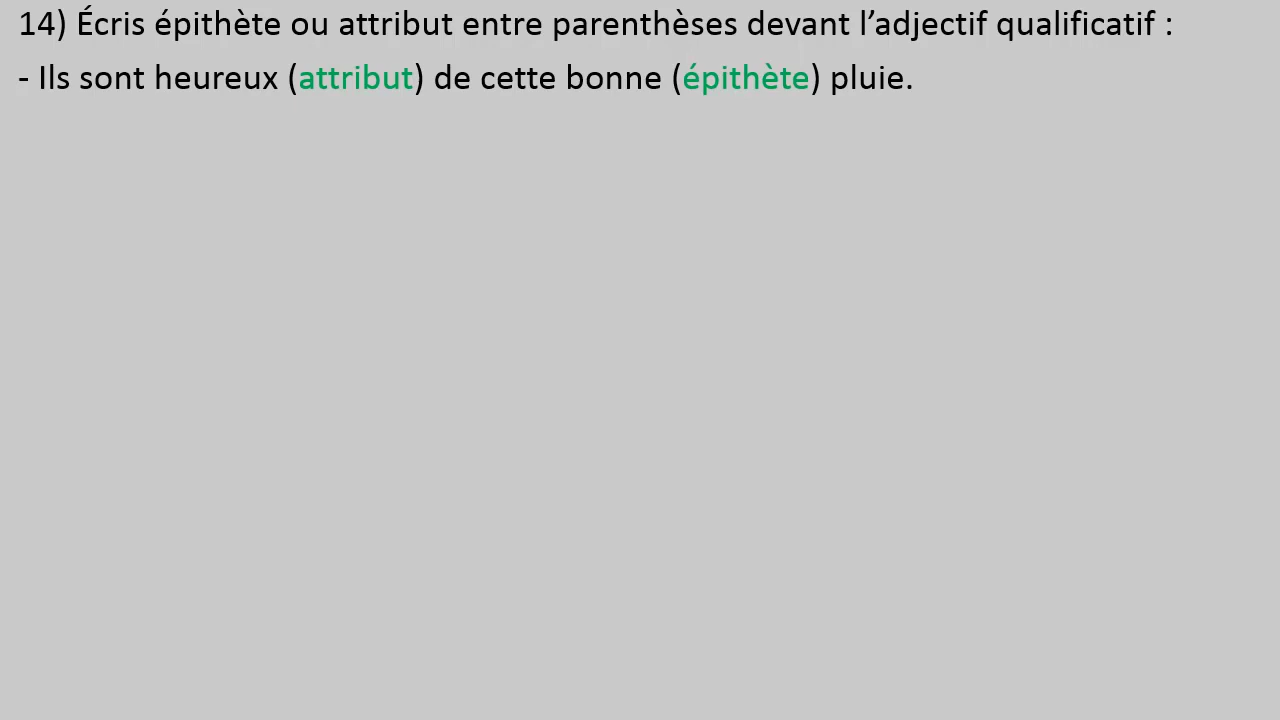 14) Écris épithète ou attribut entre parenthèses devant l’adjectif qualificatif :
- Ils sont heureux (attribut) de cette bonne (épithète) pluie.